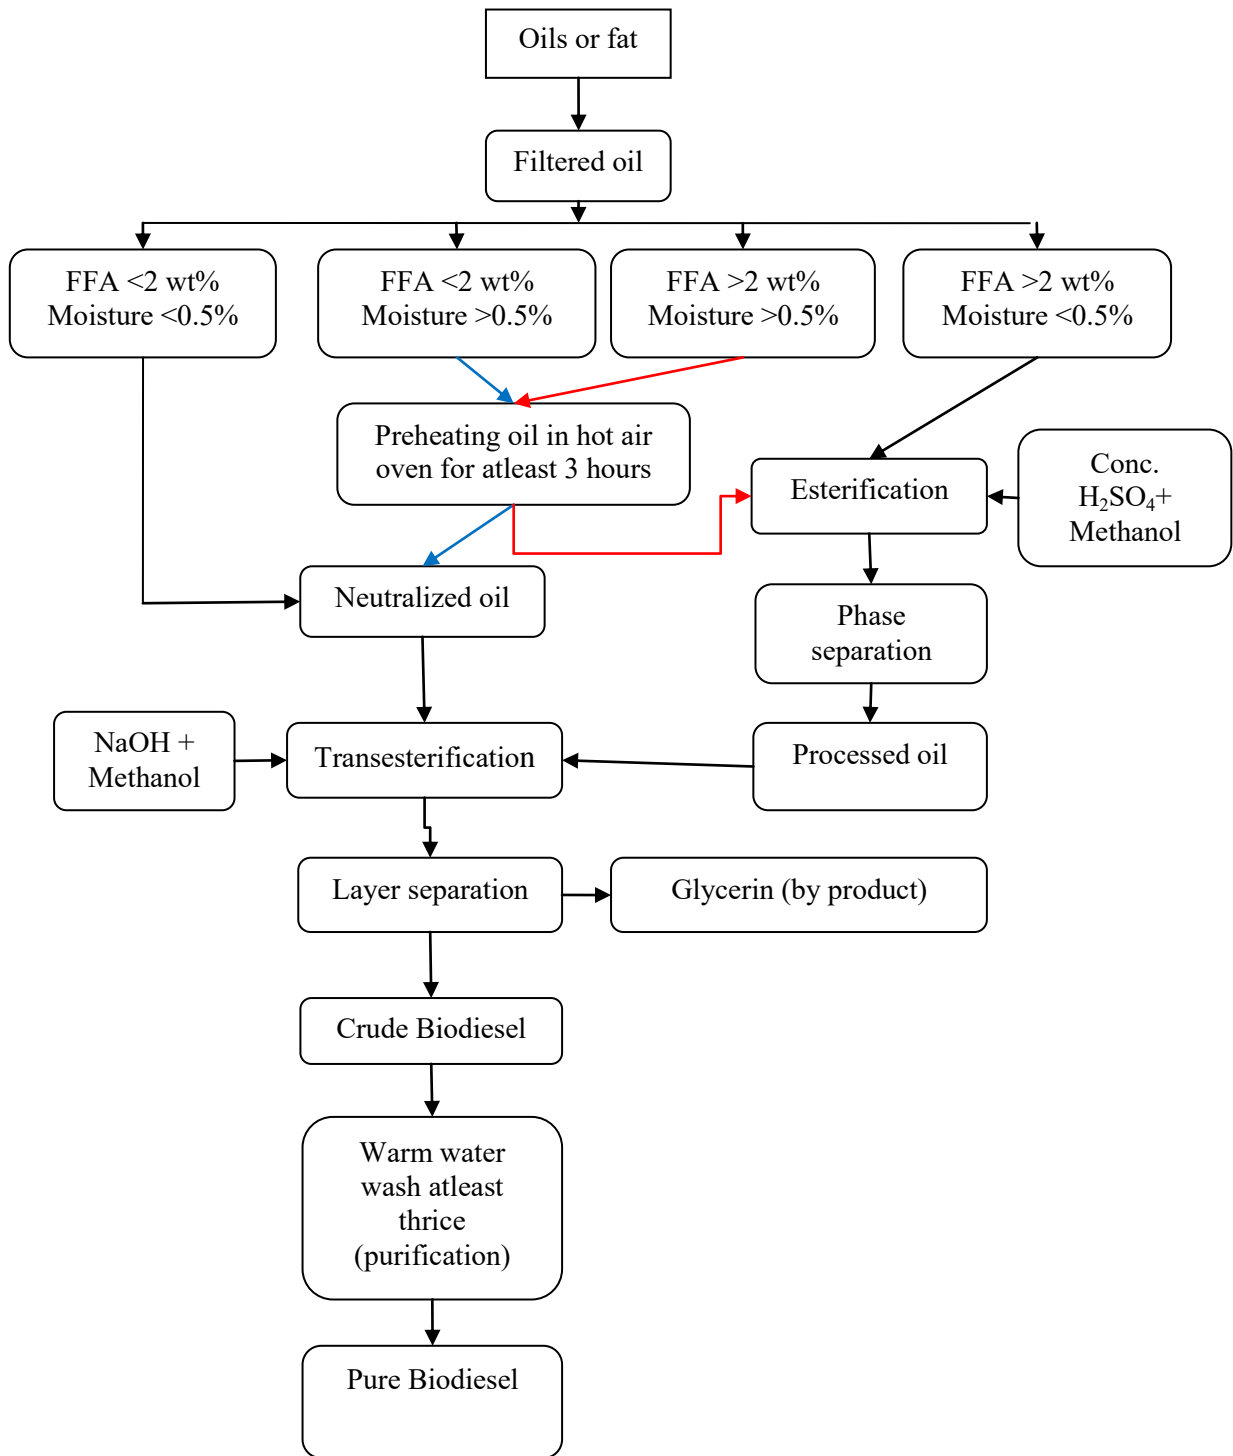 Oils or fat
Filtered oil
FFA <2 wt%
Moisture <0.5%
FFA <2 wt%
Moisture >0.5%
FFA >2 wt%
Moisture >0.5%
FFA >2 wt%
Moisture <0.5%
Preheating oil in hot air
oven for atleast 3 hours
Esterification
Conc.
H₂SO₄+
Methanol
Neutralized oil
Phase
separation
NaOH +
Methanol
Transesterification
Processed oil
Layer separation
Glycerin (by product)
Crude Biodiesel
Warm water
wash atleast
thrice
(purification)
Pure Biodiesel